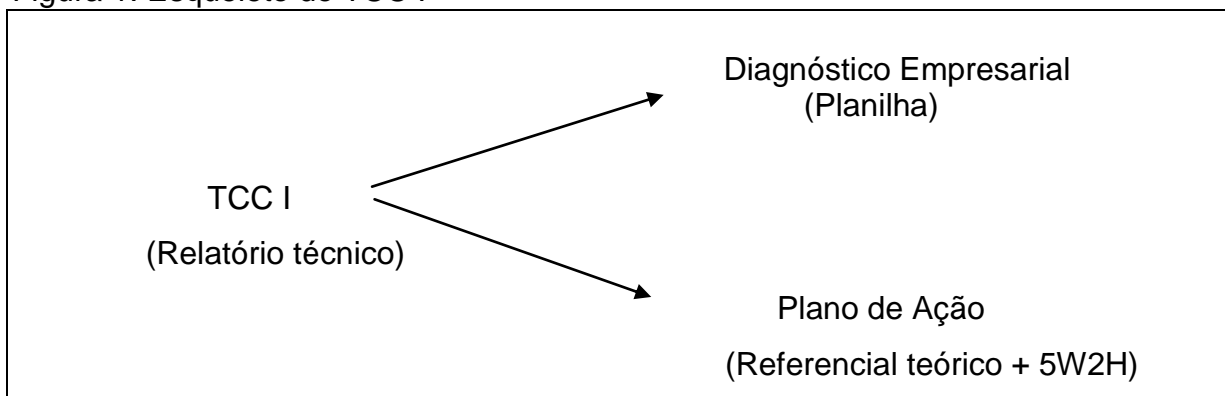 Diagnóstico Empresarial
(Planilha)
TCC I
(Relatório técnico)
Plano de Ação
(Referencial teórico + 5W2H)